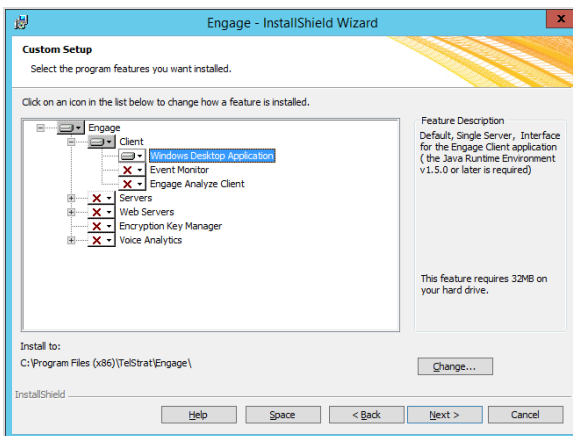 Engage - InstallShield Wizard
x
Custom Setup
Select the program features you want installed.
Click on an icon in the list below to change how a feature is installed.
Engage
Client
Windows Desktop Application
Event Monitor
Engage Analyze Client
Servers
Web Servers
Encryption Key Manager
Voice Analytics
Feature Description
Default, Single Server, Interface
for the Engage Client application
( the Java Runtime Environment
v1.5.0 or later is required)
This feature requires 32MB on
your hard drive.
Install to:
C:\Program Files (x86)\TelStrat\Engage\
Change...
InstallShield
Help
Space
< Back
Next >
Cancel